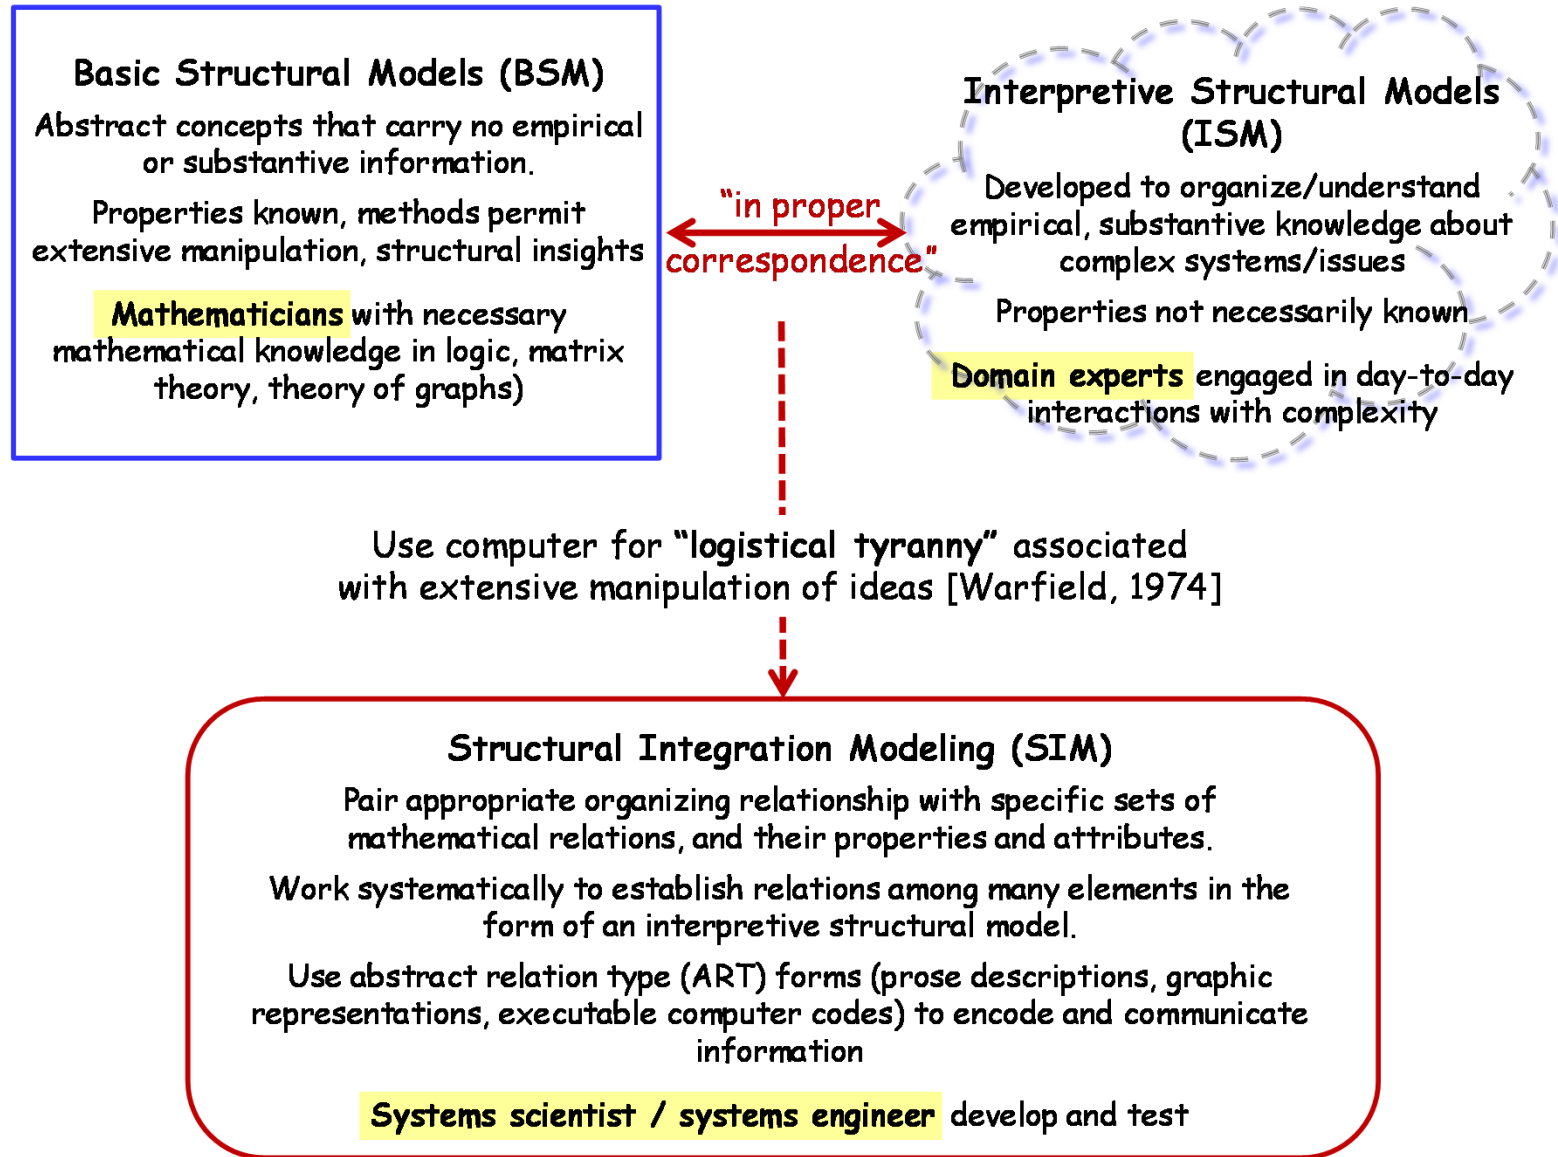 Basic Structural Models (BSM)
Abstract concepts that carry no empirical
or substantive information.
Properties known, methods permit
extensive manipulation, structural insights
Mathematicians with necessary
mathematical knowledge in logic, matrix
theory, theory of graphs)
“in proper
correspondence”
Interpretive Structural Models
(ISM)
Developed to organize/understand
empirical, substantive knowledge about
complex systems/issues
Properties not necessarily known
Domain experts engaged in day-to-day
interactions with complexity
Use computer for “logistical tyranny” associated
with extensive manipulation of ideas [Warfield, 1974]
Structural Integration Modeling (SIM)
Pair appropriate organizing relationship with specific sets of
mathematical relations, and their properties and attributes.
Work systematically to establish relations among many elements in the
form of an interpretive structural model.
Use abstract relation type (ART) forms (prose descriptions, graphic
representations, executable computer codes) to encode and communicate
information
Systems scientist / systems engineer develop and test